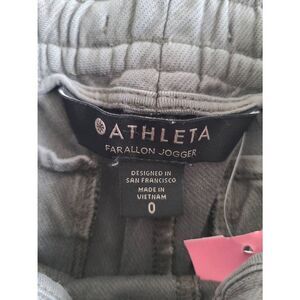 ATHLETA
FARALLON JOGGER
DESIGNED IN
SAN FRANCISCO
MADE IN
VIETNAM
0